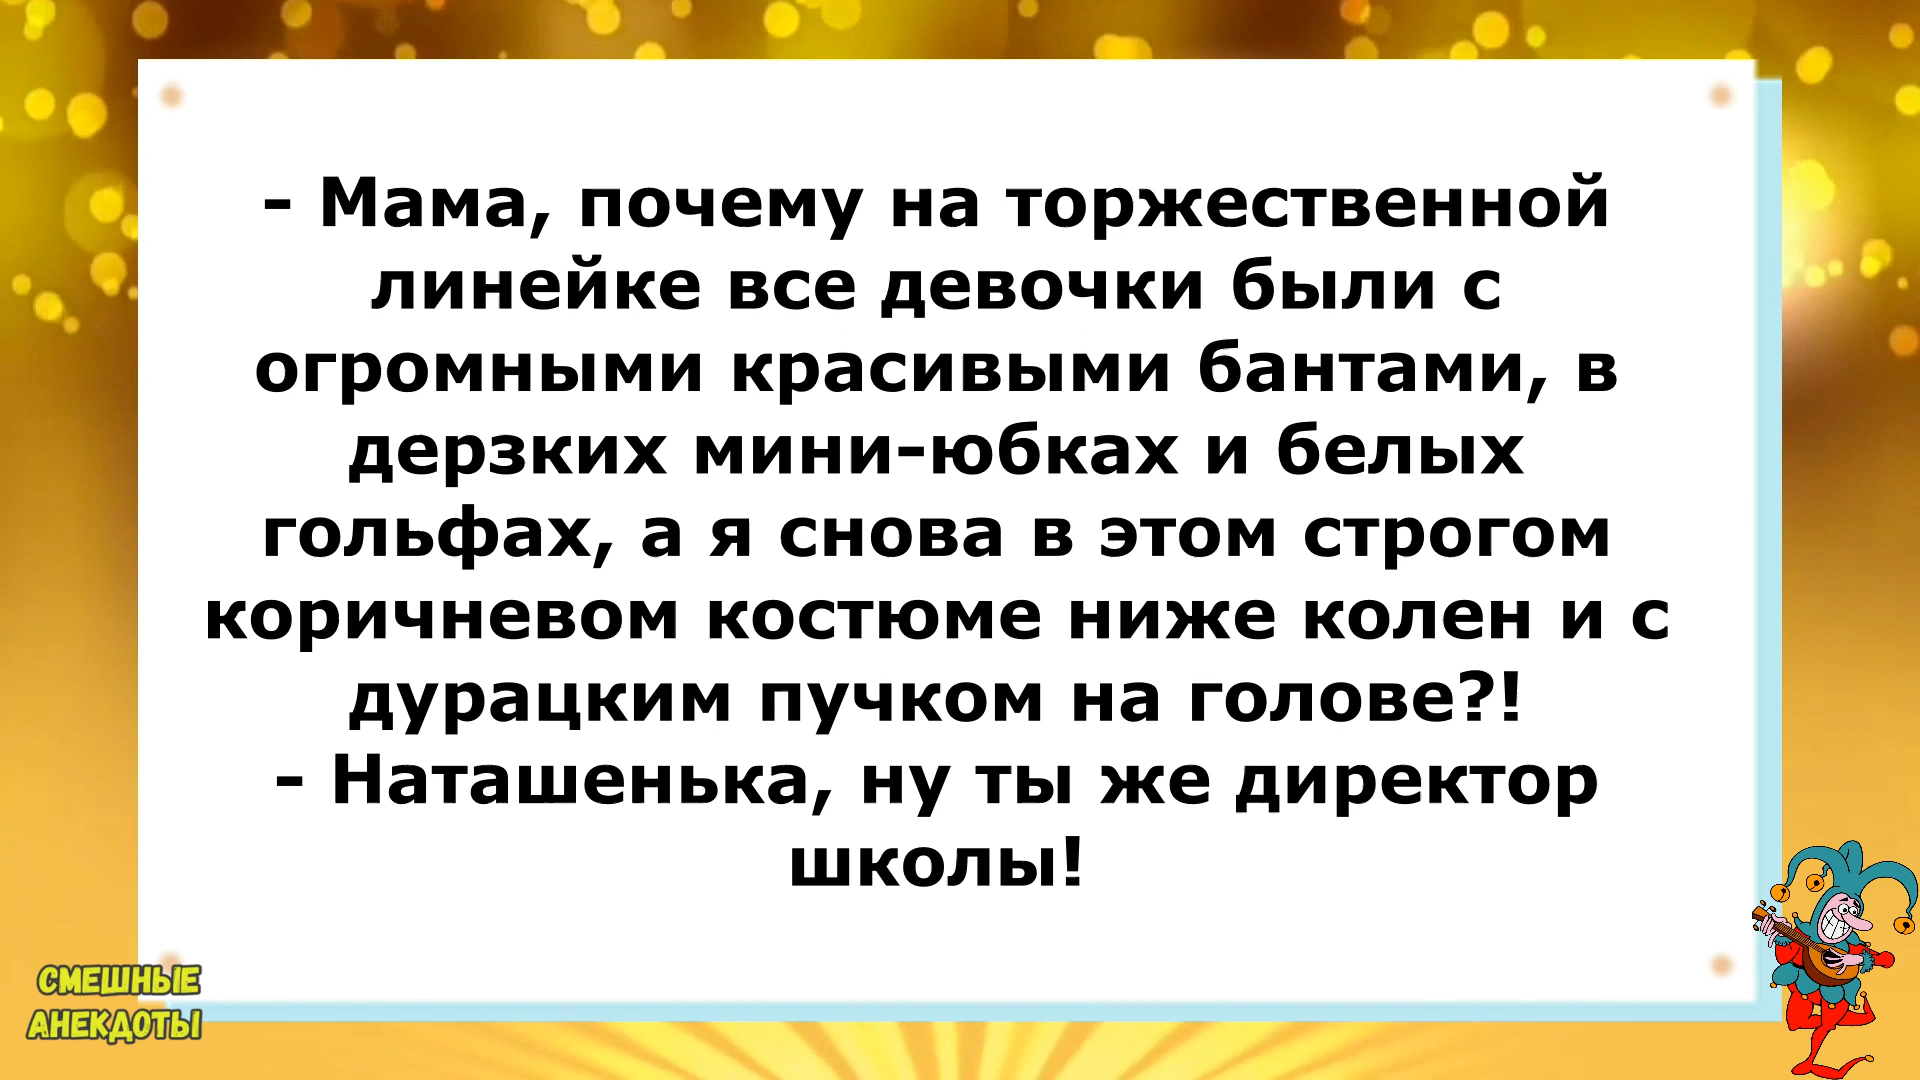 - Мама, почему на торжественной
линейке все девочки были с
огромными красивыми бантами, в
дерзких мини-юбках и белых
гольфах, а я снова в этом строгом
коричневом костюме ниже колен и с
дурацким пучком на голове?!
- Наташенька, ну ты же директор
школы!
СМЕШНЫЕ
АНЕКДОТЫ